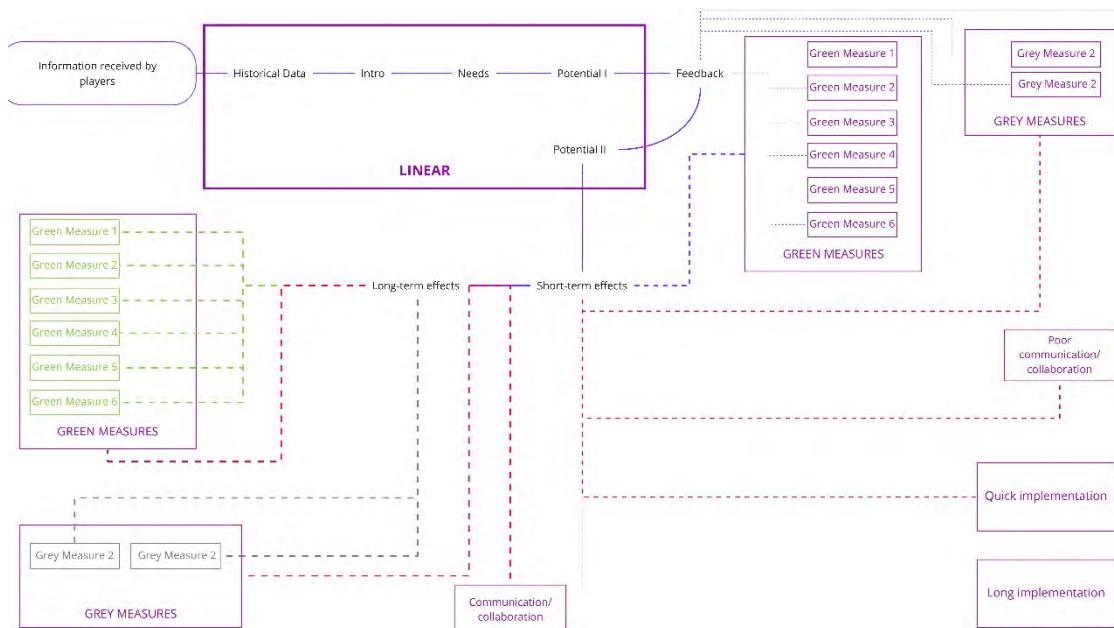 Information received by
players
Historical Data
Intro
Needs
Potential I
Feedback
Potential II
LINEAR
Green Measure 1
Green Measure 2
Green Measure 3
Green Measure 4
Green Measure 5
Green Measure 6
GREEN MEASURES
Grey Measure 2
Grey Measure 2
GREY MEASURES
Green Measure 1
Green Measure 2
Green Measure 3
Green Measure 4
Green Measure 5
Green Measure 6
GREEN MEASURES
Long-term effects
Short-term effects
Poor
communication/
collaboration
Quick implementation
Long implementation
Grey Measure 2
Grey Measure 2
GREY MEASURES
Communication/
collaboration